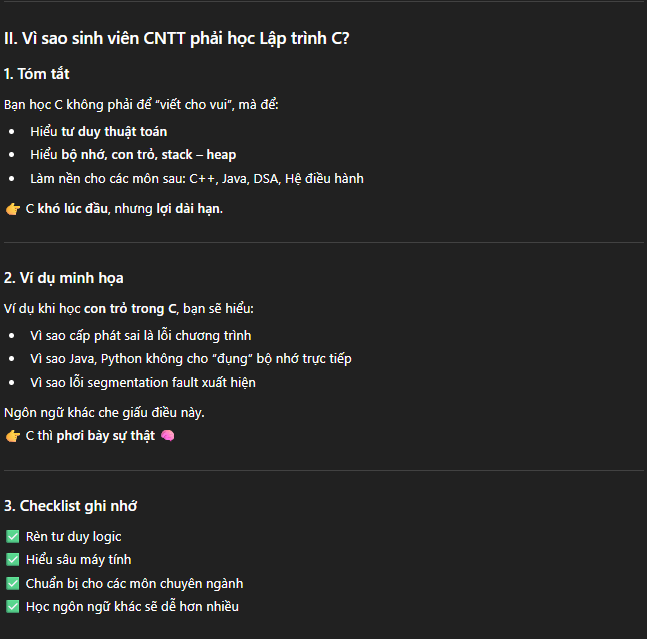 II. Vì sao sinh viên CNTT phải học Lập trình C?
1. Tóm tắt
Bạn học C không phải để “viết cho vui”, mà để:
• Hiểu tư duy thuật toán
• Hiểu bộ nhớ, con trỏ, stack – heap
• Làm nền cho các môn sau: C++, Java, DSA, Hệ điều hành
👉 C khó lúc đầu, nhưng lợi dài hạn.
2. Ví dụ minh họa
Ví dụ khi học con trỏ trong C, bạn sẽ hiểu:
• Vì sao cấp phát sai là lỗi chương trình
• Vì sao Java, Python không cho “đụng” bộ nhớ trực tiếp
• Vì sao lỗi segmentation fault xuất hiện
Ngôn ngữ khác che giấu điều này.
👉 C thì phơi bày sự thật 🧠
3. Checklist ghi nhớ
✅ Rèn tư duy logic
✅ Hiểu sâu máy tính
✅ Chuẩn bị cho các môn chuyên ngành
✅ Học ngôn ngữ khác sẽ dễ hơn nhiều